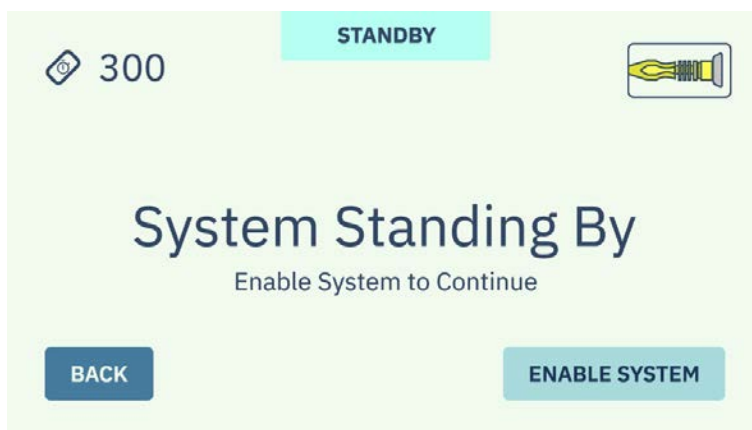 STANDBY
300
System Standing By
Enable System to Continue
BACK
ENABLE SYSTEM